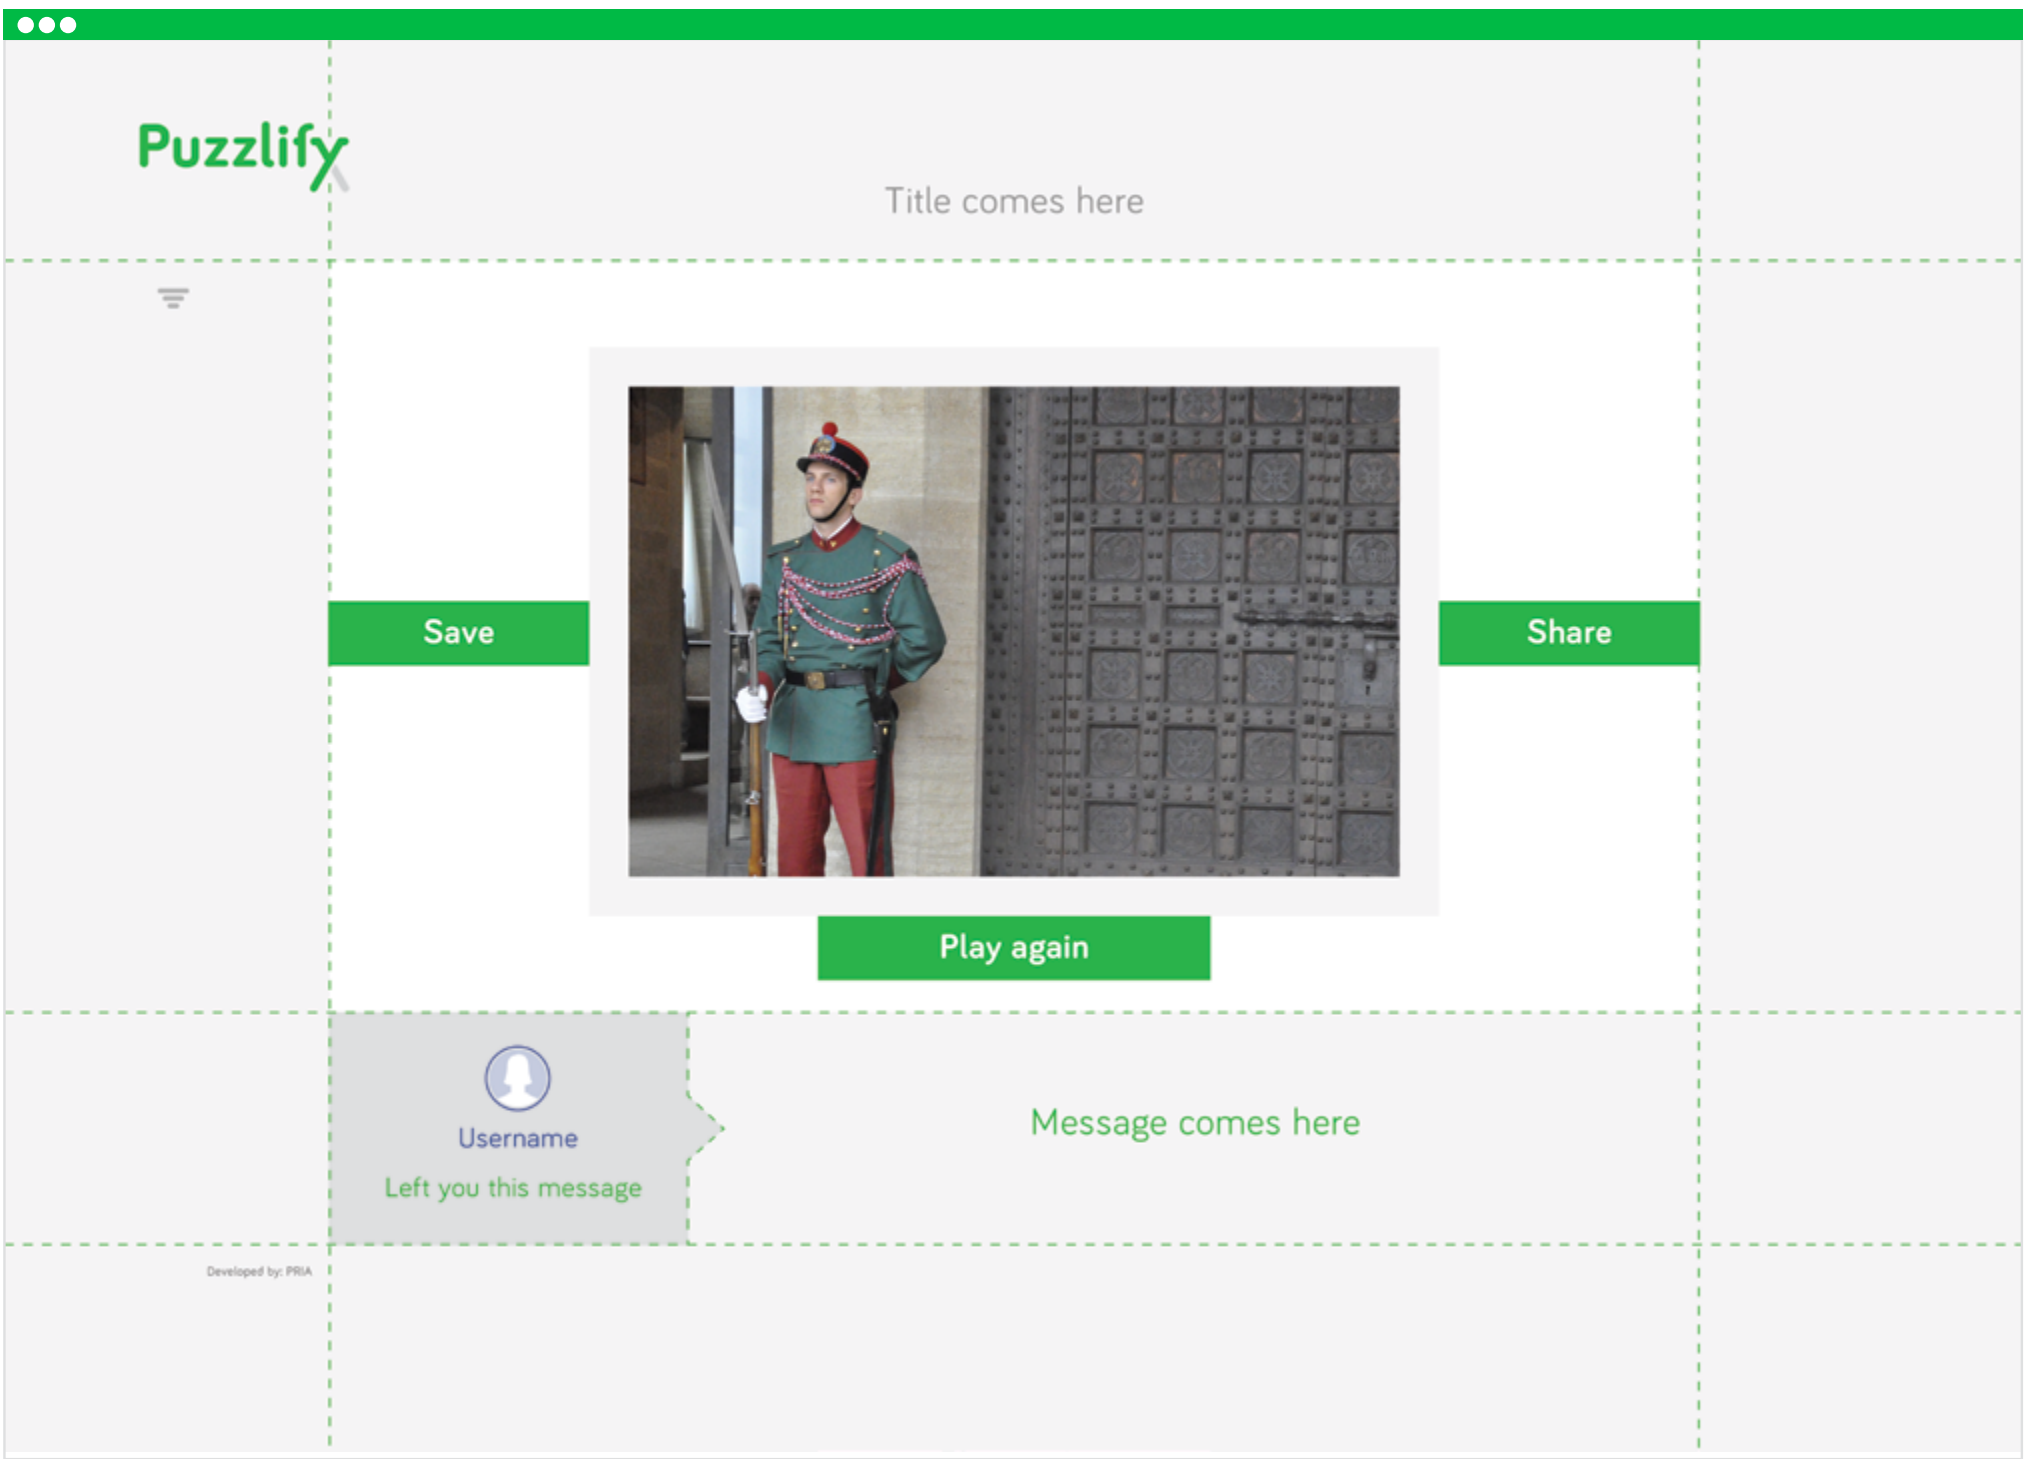 Puzzlify
Title comes here
Save
Share
Play again
Username
Left you this message
Message comes here
Developed by: PRIA